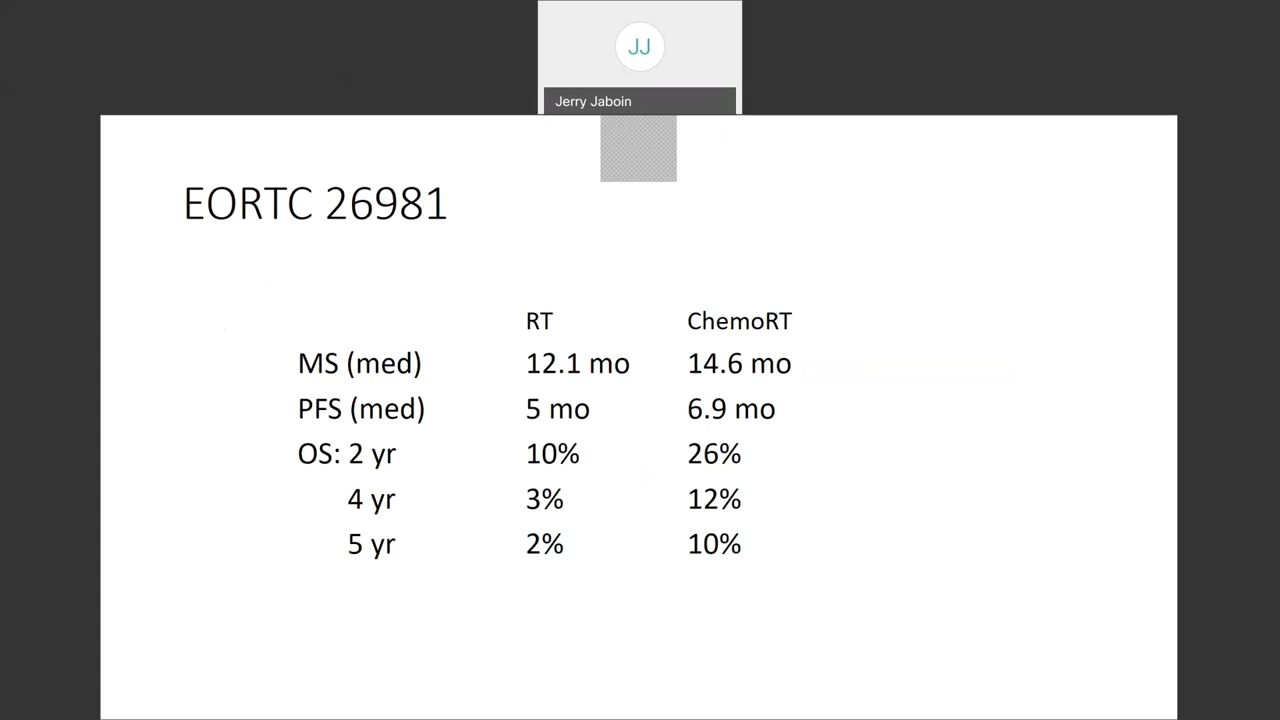 JJ
Jerry Jaboin
EORTC 26981
RT ChemoRT
MS (med) 12.1 mo 14.6 mo
PFS (med) 5 mo 6.9 mo
OS: 2 yr 10% 26%
4 yr 3% 12%
5 yr 2% 10%